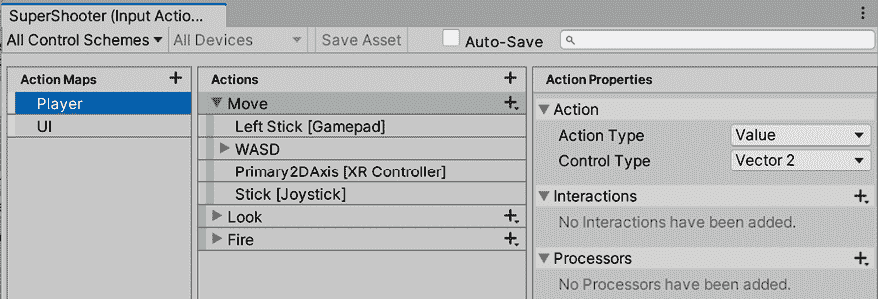 SuperShooter (Input Actio...
All Control Schemes All Devices Save Asset Auto-Save
Action Maps + Actions + Action Properties
Player
UI
Move +
Left Stick [Gamepad]
WASD
Primary2DAxis [XR Controller]
Stick [Joystick]
Look +
Fire +
Action
Action Type Value
Control Type Vector 2
Interactions +
No Interactions have been added.
Processors +
No Processors have been added.